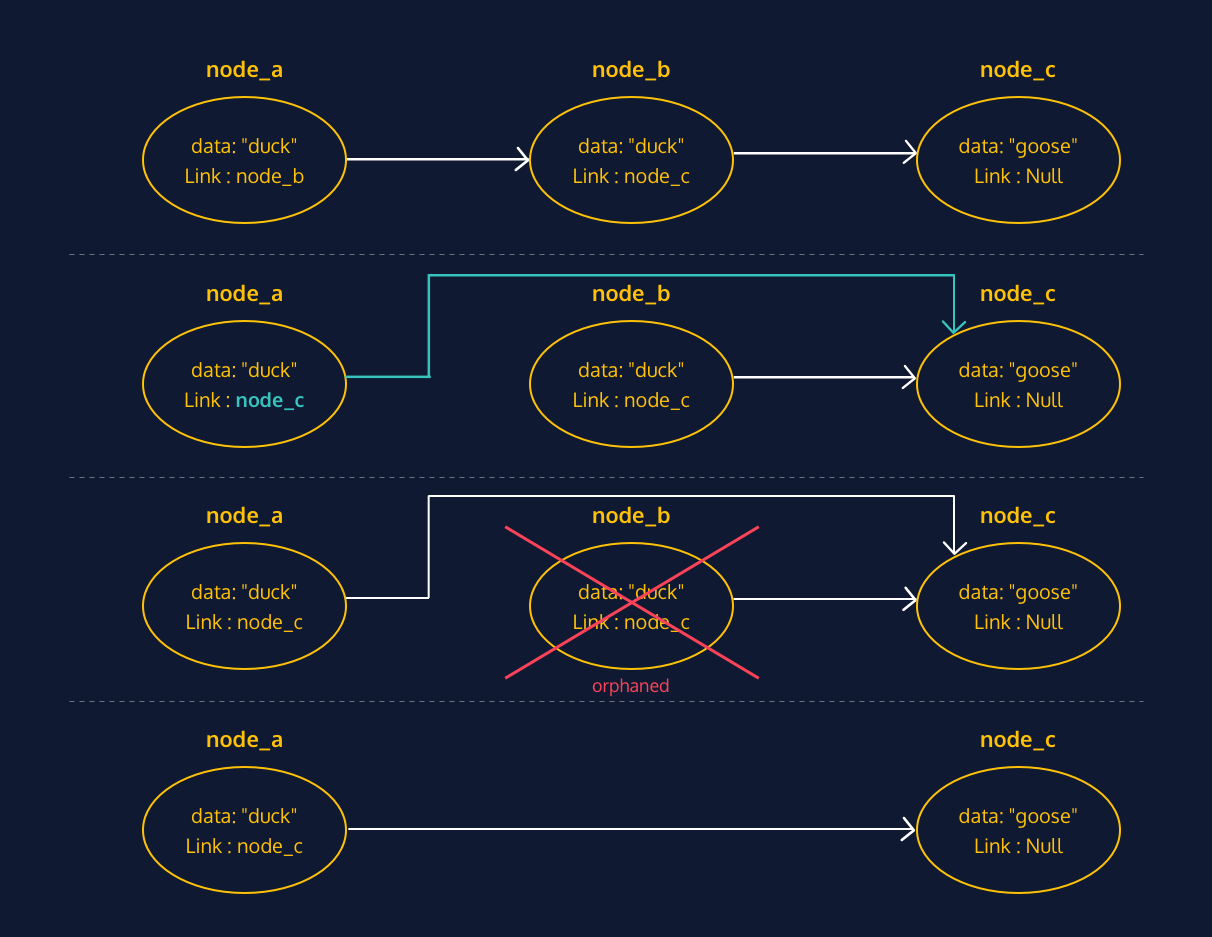 node_a
node_b
node_c
data: "duck"
data: "duck"
data: "goose"
Link : node_b
Link : node_c
Link : Null
node_a
node_b
node_c
data: "duck"
data: "duck"
data: "goose"
Link : node_c
Link : node_c
Link : Null
node_a
node_b
node_c
data: "duck"
data: "duck"
data: "goose"
Link : node_c
Link : node_c
Link : Null
orphaned
node_a
node_c
data: "duck"
data: "goose"
Link : node_c
Link : Null